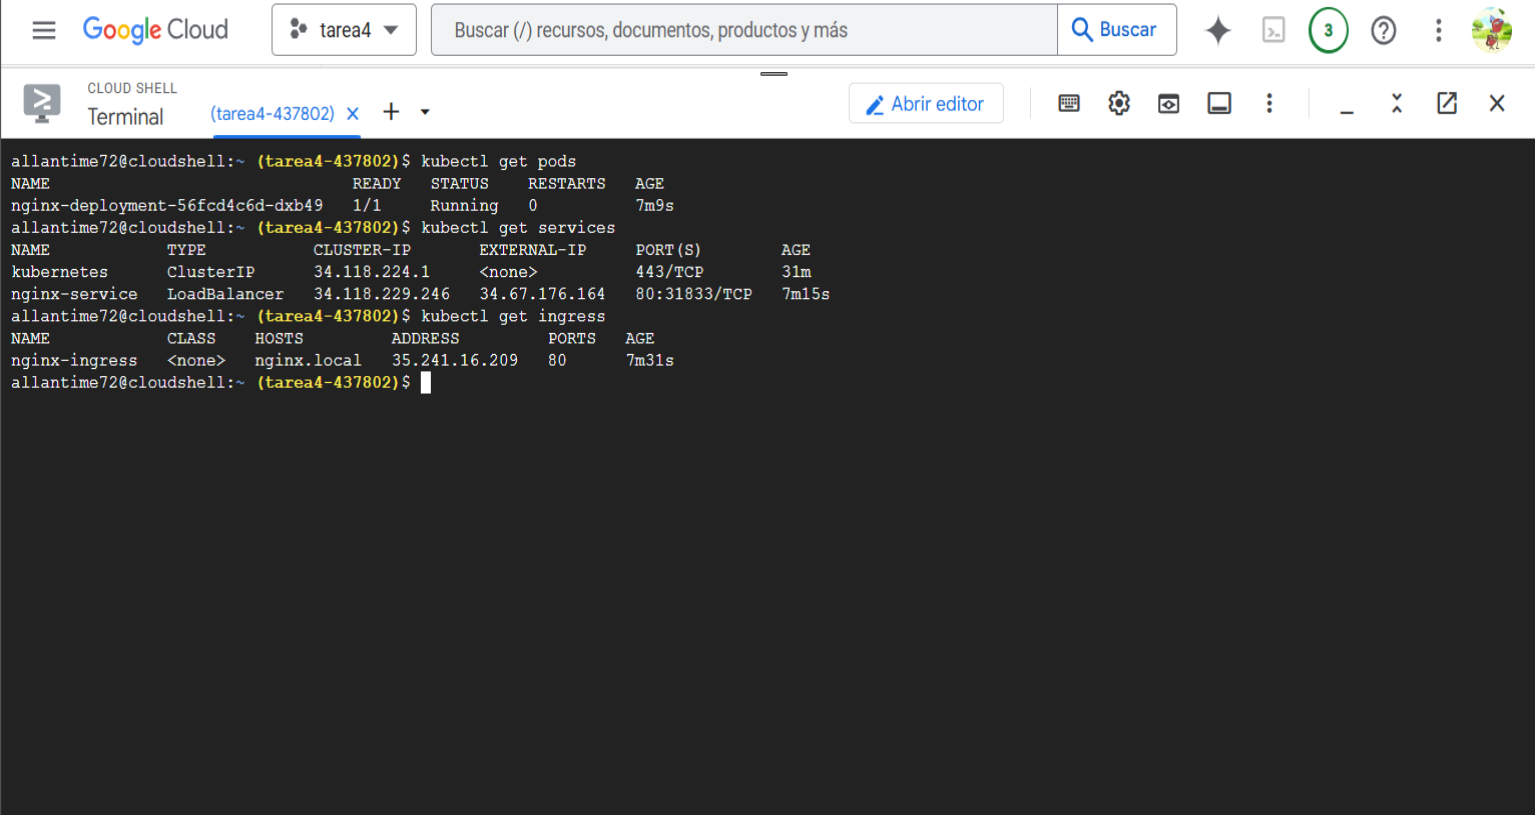 Google Cloud tarea4 Buscar (/) recursos, documentos, productos y más Buscar 3
CLOUD SHELL
Terminal (tarea4-437802) Abrir editor
allantime72@cloudshell:~ (tarea4-437802)$ kubectl get pods
NAME READY STATUS RESTARTS AGE
nginx-deployment-56fcd4c6d-dxb49 1/1 Running 0 7m9s
allantime72@cloudshell:~ (tarea4-437802)$ kubectl get services
NAME TYPE CLUSTER-IP EXTERNAL-IP PORT(S) AGE
kubernetes ClusterIP 34.118.224.1 <none> 443/TCP 31m
nginx-service LoadBalancer 34.118.229.246 34.67.176.164 80:31833/TCP 7m15s
allantime72@cloudshell:~ (tarea4-437802)$ kubectl get ingress
NAME CLASS HOSTS ADDRESS PORTS AGE
nginx-ingress <none> nginx.local 35.241.16.209 80 7m31s
allantime72@cloudshell:~ (tarea4-437802)$